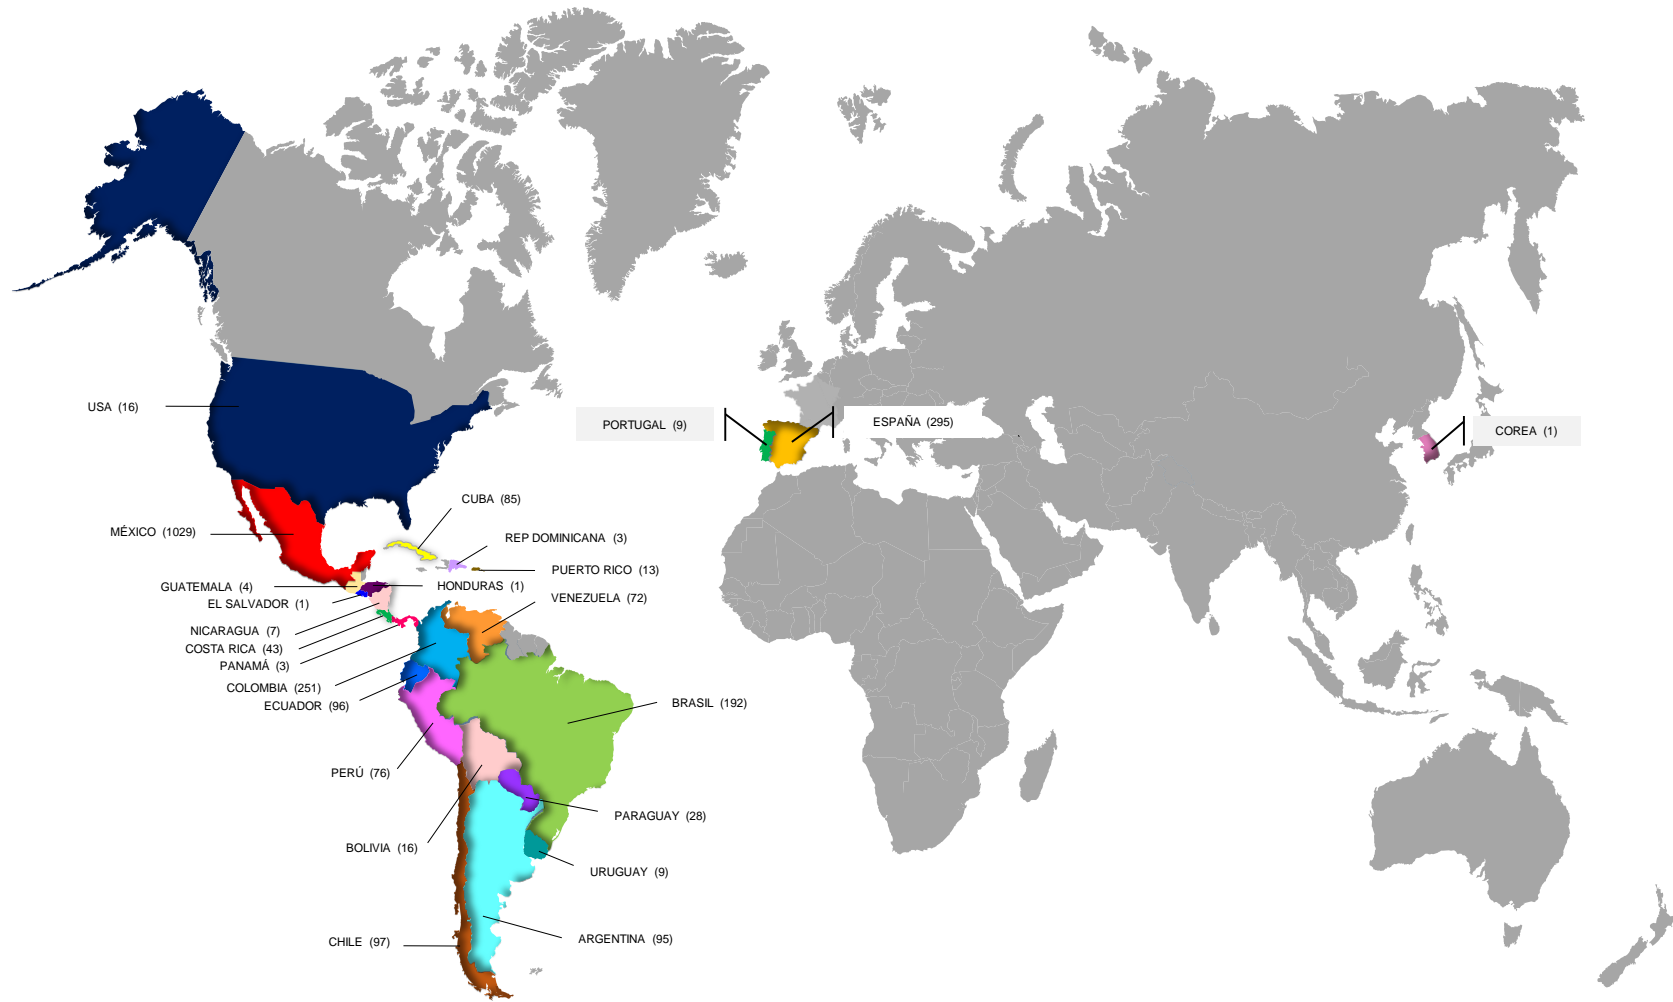 USA (16)
PORTUGAL (9)
ESPAÑA (295)
COREA (1)
CUBA (85)
MÉXICO (1029)
REP DOMINICANA (3)
PUERTO RICO (13)
GUATEMALA (4)
HONDURAS (1)
EL SALVADOR (1)
VENEZUELA (72)
NICARAGUA (7)
COSTA RICA (43)
PANAMÁ (3)
COLOMBIA (251)
ECUADOR (96)
BRASIL (192)
PERÚ (76)
PARAGUAY (28)
BOLIVIA (16)
URUGUAY (9)
ARGENTINA (95)
CHILE (97)